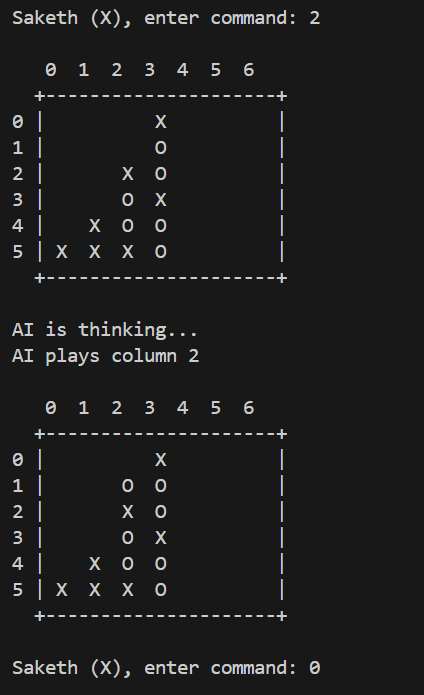 Saketh (X), enter command: 2
0 1 2 3 4 5 6
+---------------------+
0 | X |
1 | O |
2 | X O |
3 | O X |
4 | X O O |
5 | X X X O |
+---------------------+
AI is thinking...
AI plays column 2
0 1 2 3 4 5 6
+---------------------+
0 | X |
1 | O O |
2 | X O |
3 | O X |
4 | X O O |
5 | X X X O |
+---------------------+
Saketh (X), enter command: 0